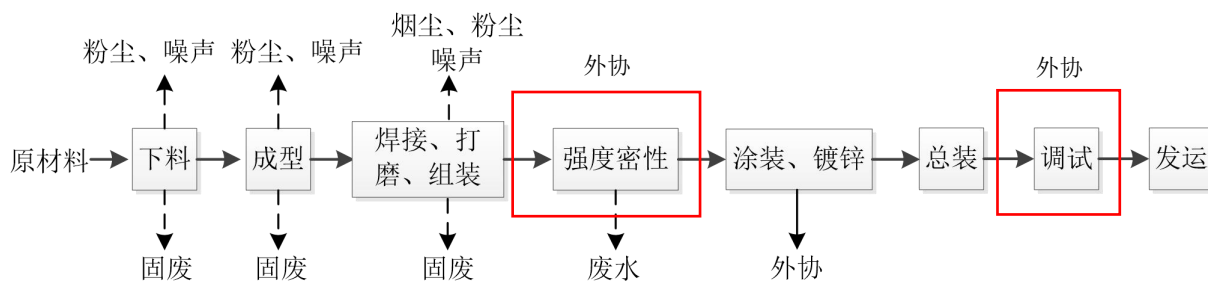 烟尘、粉尘
粉尘、噪声
粉尘、噪声
噪声
外协
外协
原材料
下料
成型
焊接、打
磨、组装
强度密性
涂装、镀锌
总装
调试
发运
固废
固废
固废
废水
外协